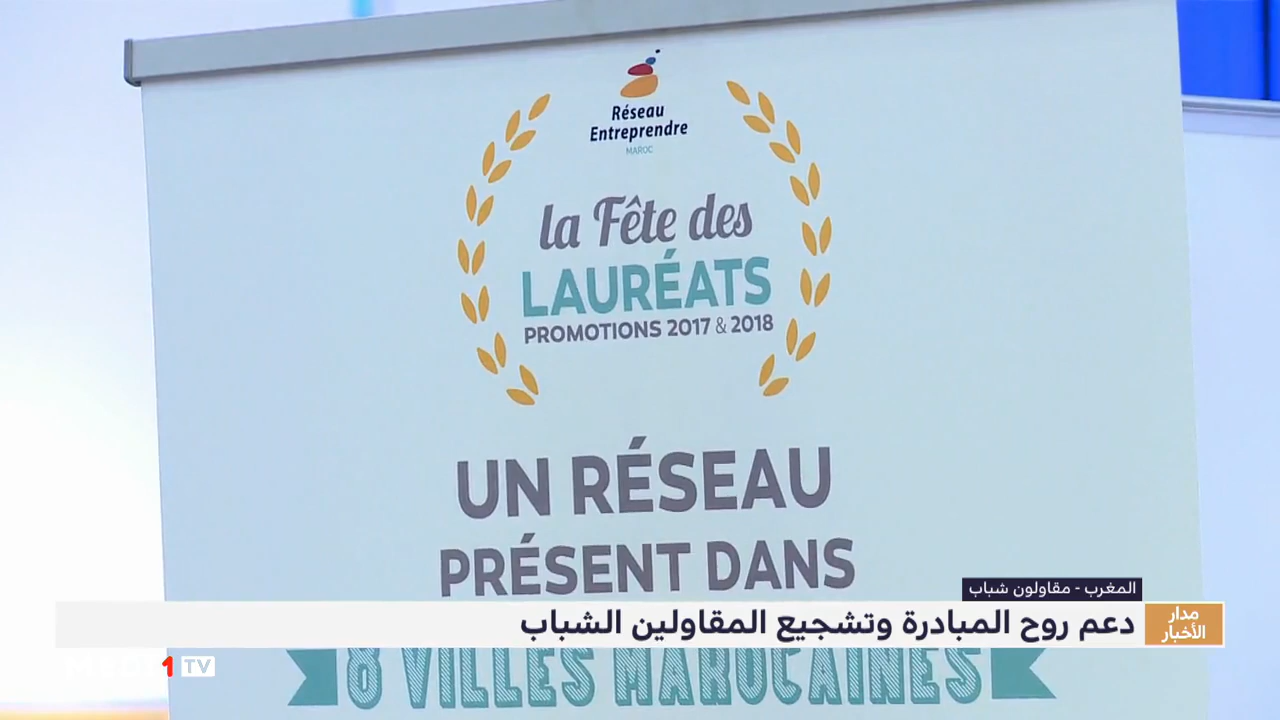 Réseau
Entreprendre
MAROC
la Fête des
LAURÉATS
PROMOTIONS 2017 & 2018
UN RÉSEAU
PRÉSENT DANS
المغرب - مقاولون شباب
مدار
الأخبار
دعم روح المبادرة وتشجيع المقاولين الشباب
8 VILLES MAROCAINES
MEDI1 TV